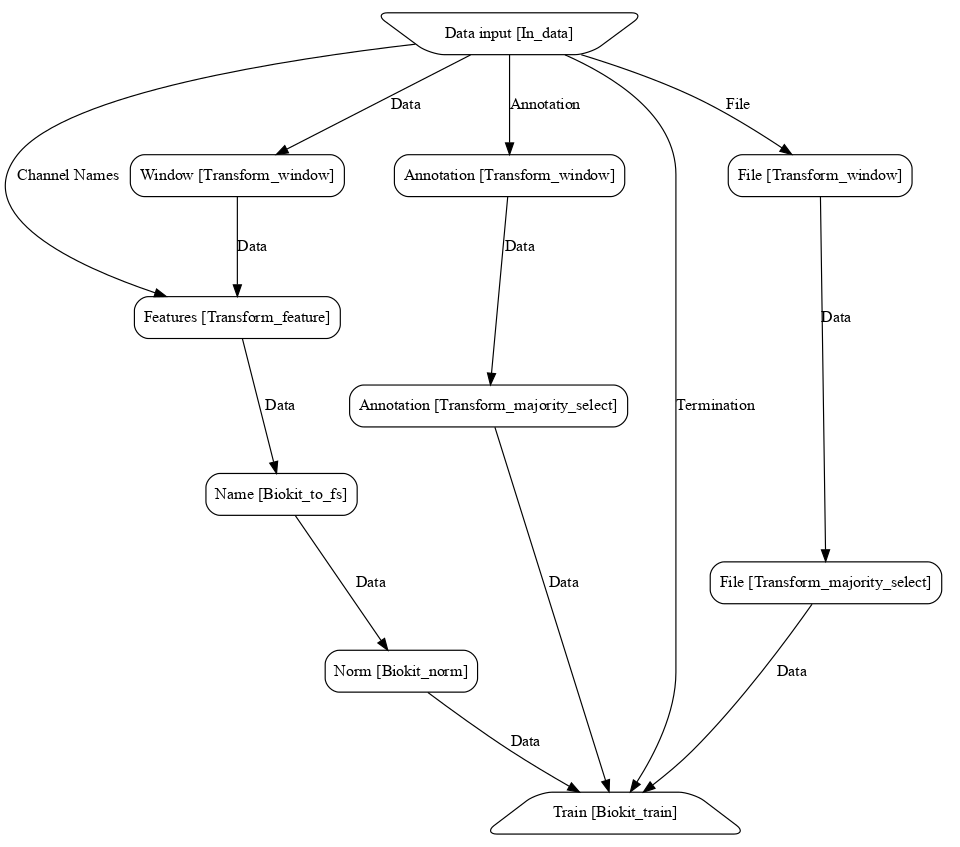 Data input [In_data]
Data
Annotation
File
Channel Names
Window [Transform_window]
Annotation [Transform_window]
File [Transform_window]
Data
Data
Features [Transform_feature]
Data
Data
Annotation [Transform_majority_select]
Termination
Name [Biokit_to_fs]
Data
Data
File [Transform_majority_select]
Norm [Biokit_norm]
Data
Data
Train [Biokit_train]